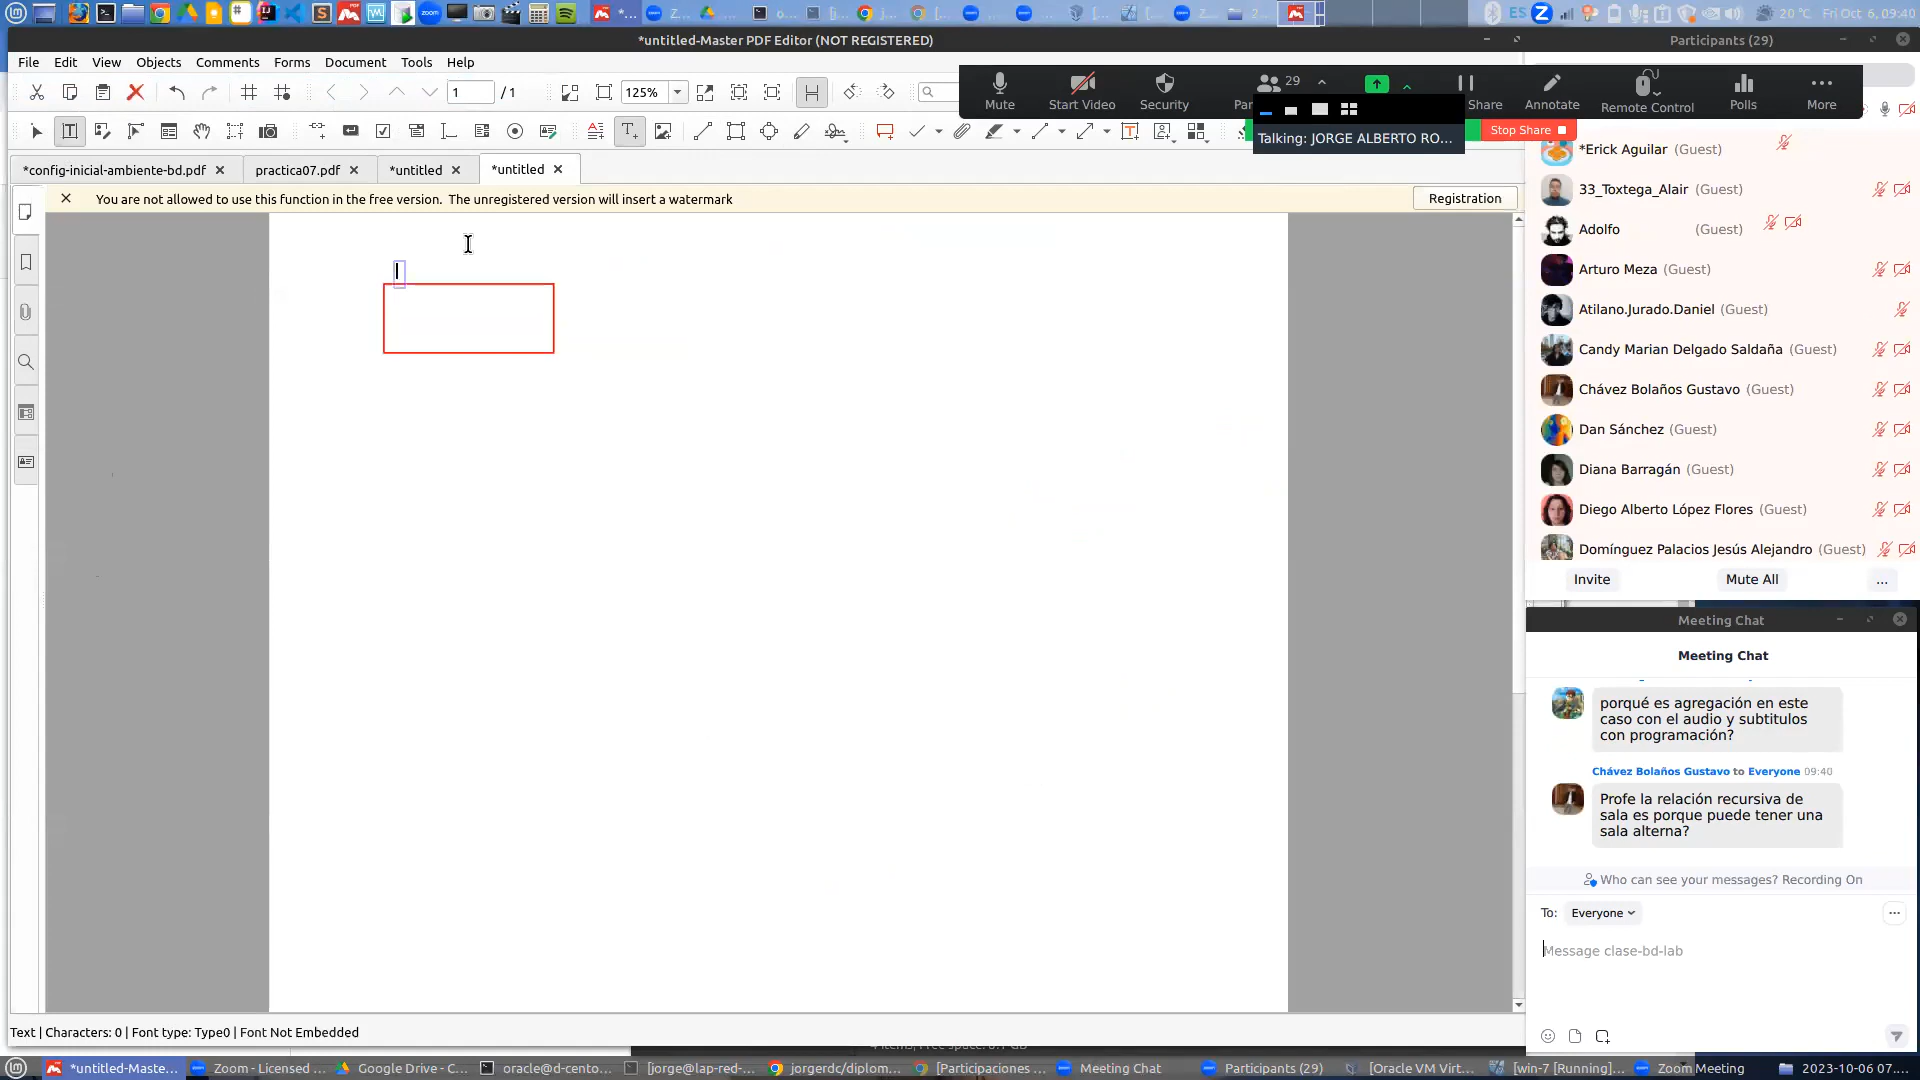 ES
20 °C
Fri Oct 6, 09:40
*untitled-Master PDF Editor (NOT REGISTERED)
Participants (29)
File Edit View Objects Comments Forms Document Tools Help
1 / 1
125%
Mute
Start Video
Security
29
Share
Annotate
Remote Control
Polls
More
Talking: JORGE ALBERTO RO...
Stop Share
*config-inicial-ambiente-bd.pdf
practica07.pdf
*untitled
*untitled
You are not allowed to use this function in the free version. The unregistered version will insert a watermark
Registration
*Erick Aguilar (Guest)
33_Toxtega_Alair (Guest)
Adolfo (Guest)
Arturo Meza (Guest)
Atilano.Jurado.Daniel (Guest)
Candy Marian Delgado Saldaña (Guest)
Chávez Bolaños Gustavo (Guest)
Dan Sánchez (Guest)
Diana Barragán (Guest)
Diego Alberto López Flores (Guest)
Domínguez Palacios Jesús Alejandro (Guest)
Invite
Mute All
...
Meeting Chat
Meeting Chat
porqué es agregación en este
caso con el audio y subtitulos
con programación?
Chávez Bolaños Gustavo to Everyone 09:40
Profe la relación recursiva de
sala es porque puede tener una
sala alterna?
Who can see your messages? Recording On
To: Everyone
Message clase-bd-lab
Text | Characters: 0 | Font type: Type0 | Font Not Embedded
*untitled-Maste...
Zoom - Licensed ...
Google Drive - C...
oracle@d-cento...
[jorge@lap-red-...
jorgerdc/diplom...
[Participaciones ...
Meeting Chat
Participants (29)
[Oracle VM Virt...
[win-7 [Running]...
Zoom Meeting
2023-10-06 07....